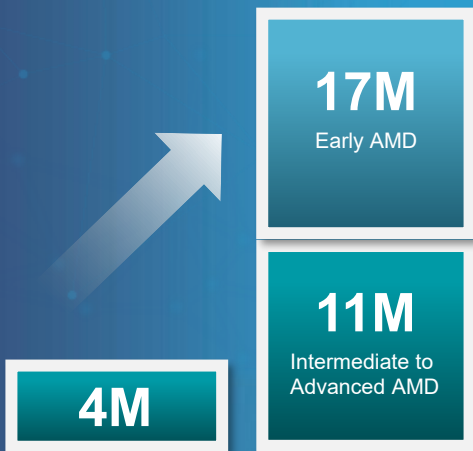 17M
Early AMD
11M
Intermediate to
Advanced AMD
4M